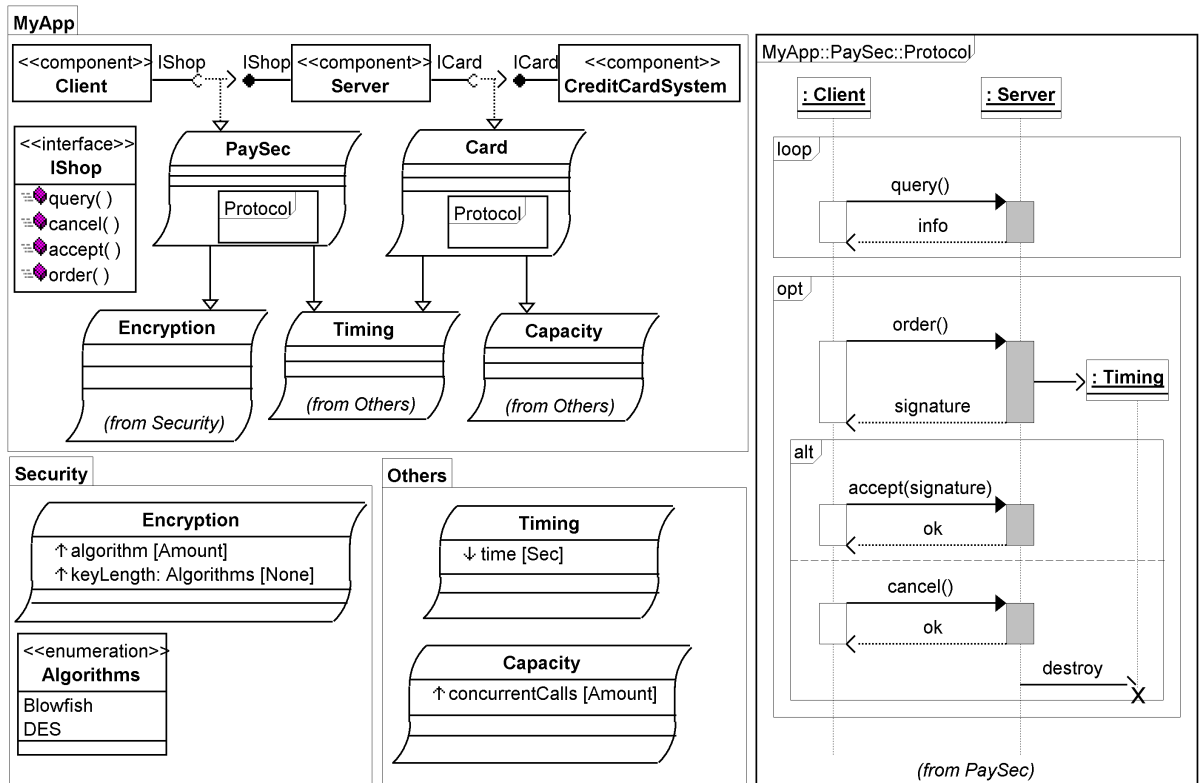 MyApp
<<component>>
Client
IShop
IShop
<<component>>
Server
ICard
ICard
<<component>>
CreditCardSystem
<<interface>>
IShop
query( )
cancel( )
accept( )
order( )
PaySec
Protocol
Card
Protocol
Encryption
(from Security)
Timing
(from Others)
Capacity
(from Others)
Security
Encryption
↑algorithm [Amount]
↑keyLength: Algorithms [None]
<<enumeration>>
Algorithms
Blowfish
DES
Others
Timing
↓time [Sec]
Capacity
↑concurrentCalls [Amount]
MyApp::PaySec::Protocol
: Client
: Server
loop
query()
info
opt
order()
: Timing
signature
alt
accept(signature)
ok
cancel()
ok
destroy
X
(from PaySec)